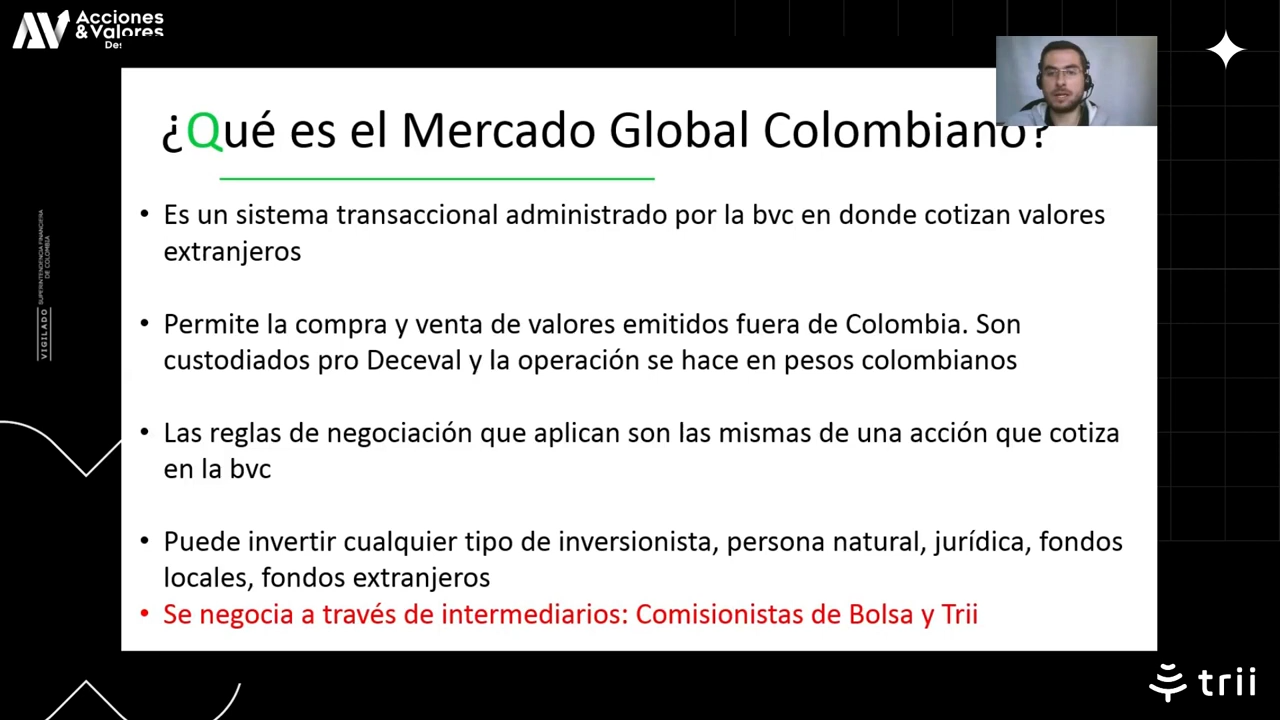 Acciones
&Valores
¿Qué es el Mercado Global Colombiano?
• Es un sistema transaccional administrado por la bvc en donde cotizan valores
extranjeros
• Permite la compra y venta de valores emitidos fuera de Colombia. Son
custodiados pro Deceval y la operación se hace en pesos colombianos
• Las reglas de negociación que aplican son las mismas de una acción que cotiza
en la bvc
• Puede invertir cualquier tipo de inversionista, persona natural, jurídica, fondos
locales, fondos extranjeros
• Se negocia a través de intermediarios: Comisionistas de Bolsa y Trii
VIGILADO
SUPERINTENDENCIA FINANCIERA
DE COLOMBIA
trii